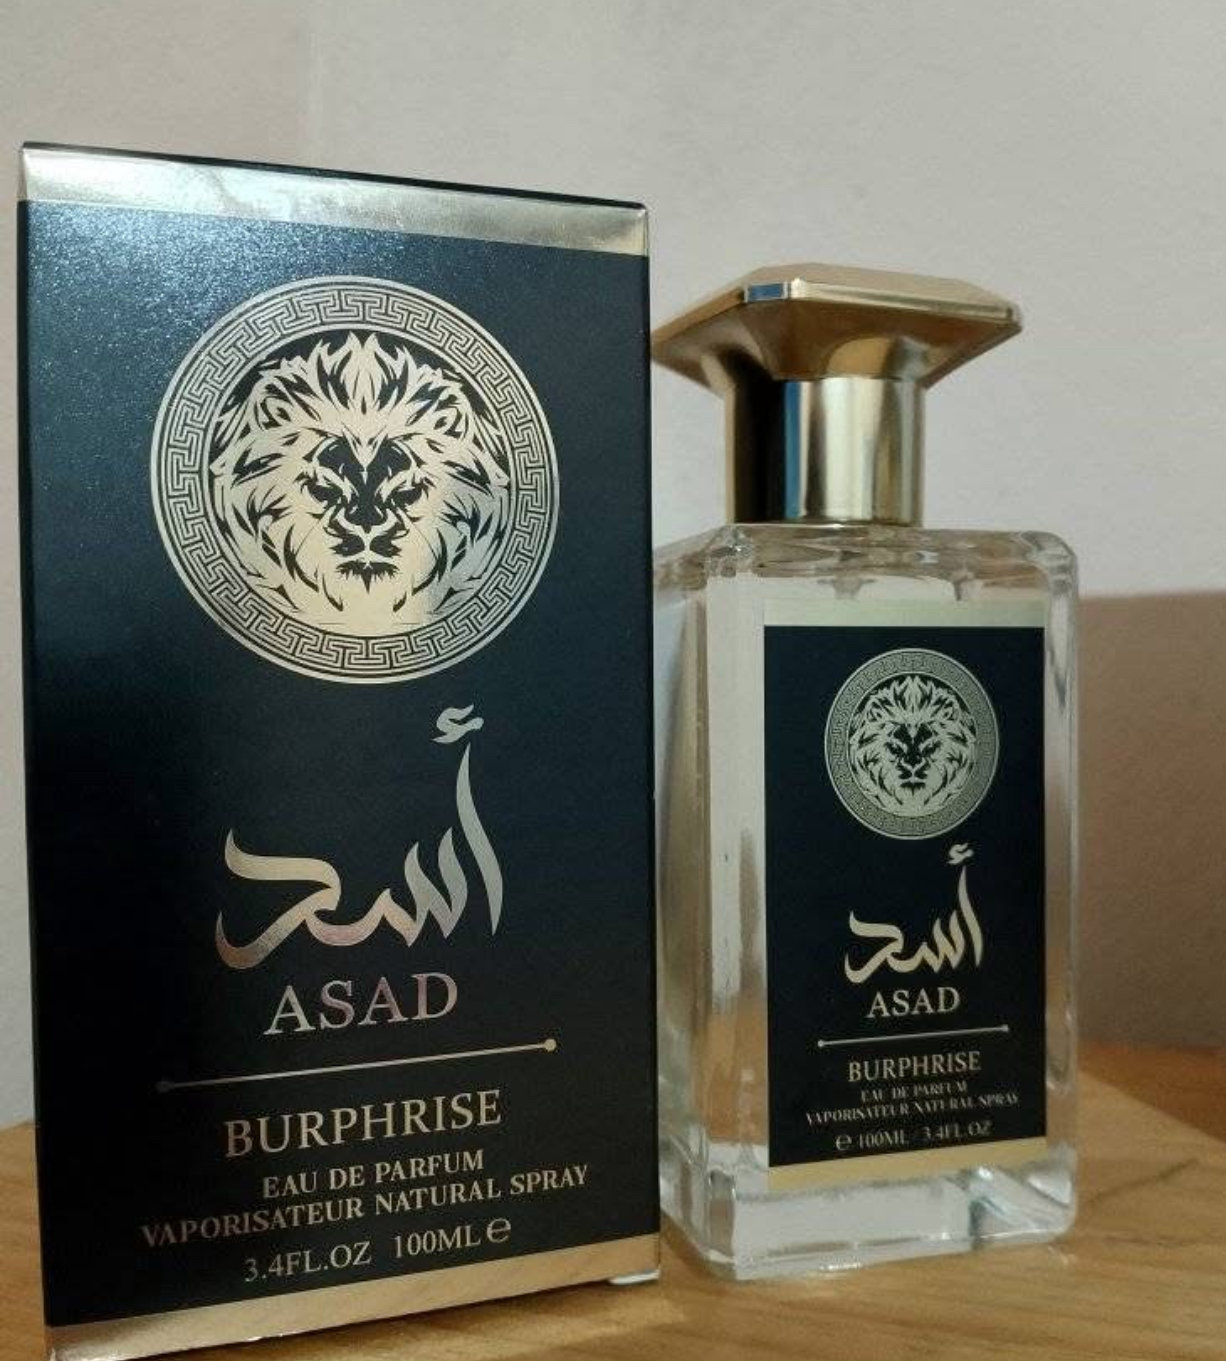 أسد
ASAD
BURPHRISE
EAU DE PARFUM
VAPORISATEUR NATURAL SPRAY
3.4FL.OZ 100ML ℮
أسد
ASAD
BURPHRISE
EAU DE PARFUM
VAPORISATEUR NATURAL SPRAY
℮ 100ML 3.4FL.OZ